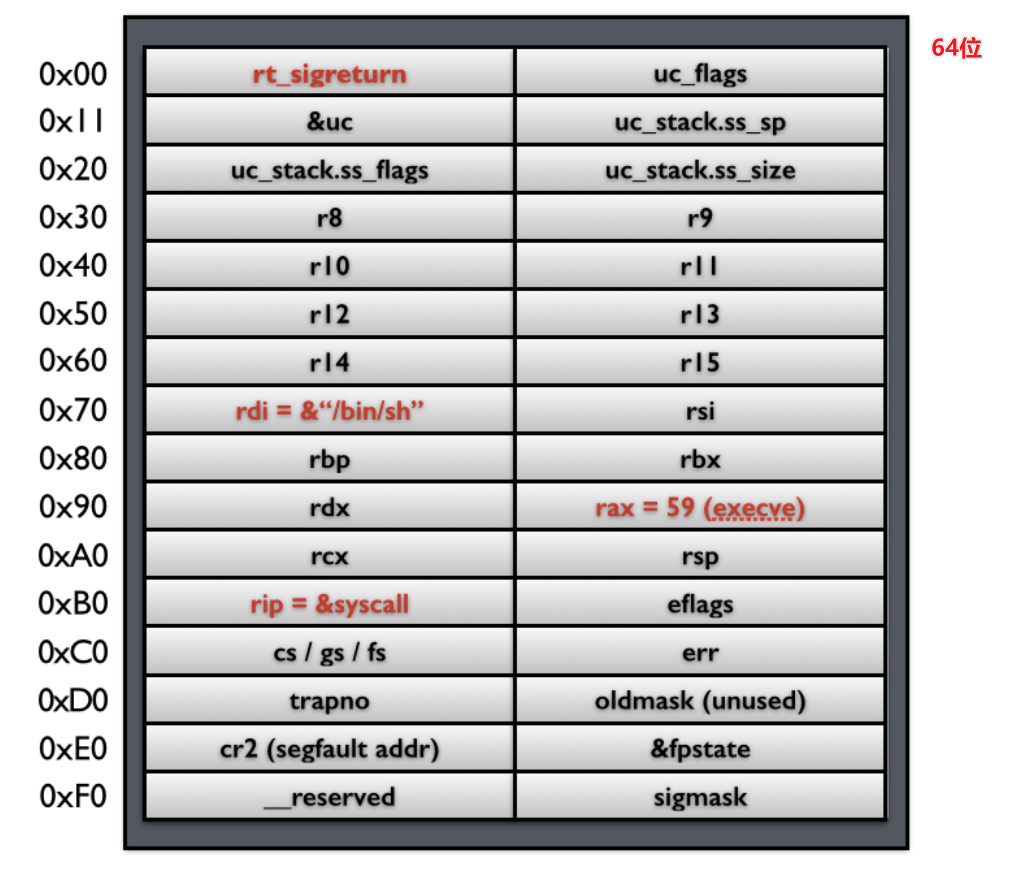 64位
0x00 rt_sigreturn uc_flags
0x11 &uc uc_stack.ss_sp
0x20 uc_stack.ss_flags uc_stack.ss_size
0x30 r8 r9
0x40 r10 r11
0x50 r12 r13
0x60 r14 r15
0x70 rdi = &“/bin/sh” rsi
0x80 rbp rbx
0x90 rdx rax = 59 (execve)
0xA0 rcx rsp
0xB0 rip = &syscall eflags
0xC0 cs / gs / fs err
0xD0 trapno oldmask (unused)
0xE0 cr2 (segfault addr) &fpstate
0xF0 __reserved sigmask